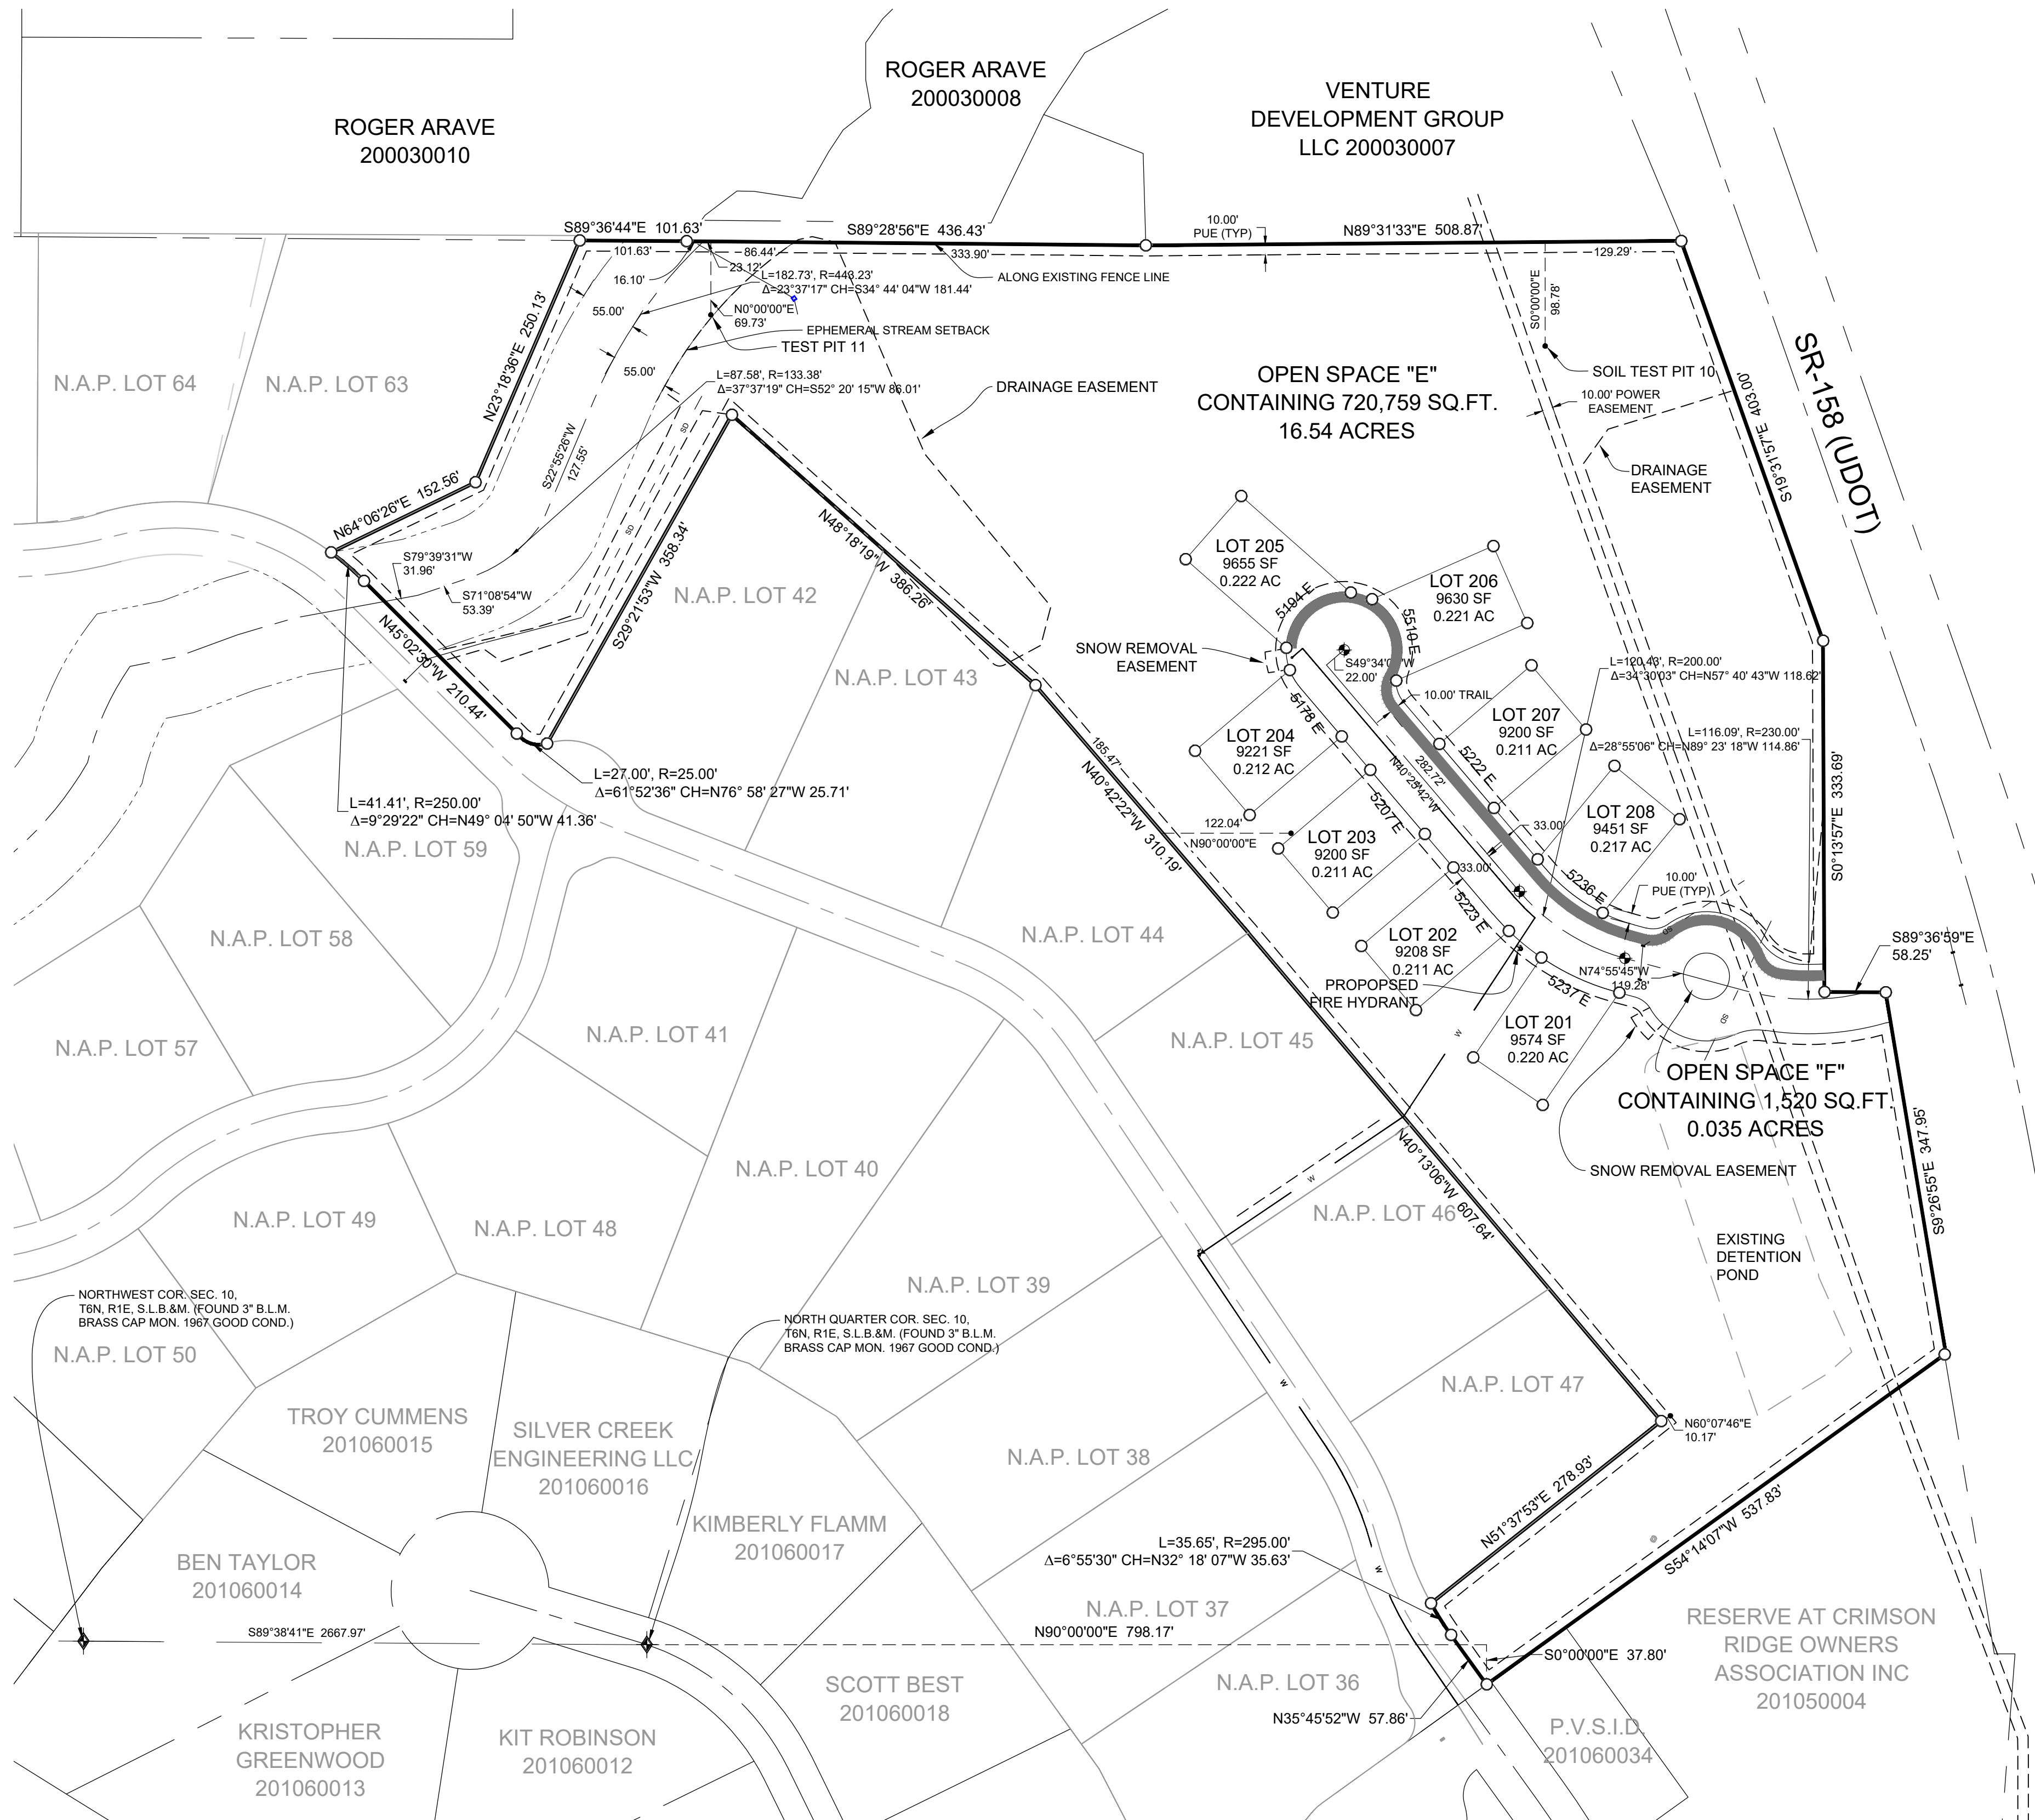 ROGER ARAVE
200030008
VENTURE
DEVELOPMENT GROUP
LLC 200030007
ROGER ARAVE
200030010
S89°36'44"E 101.63'
S89°28'56"E 436.43'
10.00'
PUE (TYP)
N89°31'33"E 508.87'
101.63'
86.44'
333.90'
129.29'
16.10'
23.12'
L=182.73', R=443.23'
Δ=23°37'17" CH=S34° 44' 04"W 181.44'
ALONG EXISTING FENCE LINE
55.00'
N0°00'00"E
69.73'
EPHEMERAL STREAM SETBACK
TEST PIT 11
S0°00'00"E
98.78'
N23°18'36"E 250.13'
55.00'
L=87.58', R=133.38'
Δ=37°37'19" CH=S52° 20' 15"W 86.01'
DRAINAGE EASEMENT
OPEN SPACE "E"
CONTAINING 720,759 SQ.FT.
16.54 ACRES
SOIL TEST PIT 10
10.00' POWER
EASEMENT
SR-158 (UDOT)
S19°31'57"E 403.00'
N.A.P. LOT 64
N.A.P. LOT 63
SD
S22°55'26"W
127.55'
DRAINAGE
EASEMENT
N64°06'26"E 152.56'
SD
N48°18'19"W 386.26'
S29°21'53"W 358.34'
S79°39'31"W
31.96'
S71°08'54"W
53.39'
N.A.P. LOT 42
LOT 205
9655 SF
0.222 AC
LOT 206
9630 SF
0.221 AC
5194 E
5510 E
N45°02'30"W 210.44'
SNOW REMOVAL
EASEMENT
N.A.P. LOT 43
22.00'
10.00' TRAIL
L=120.43', R=200.00'
Δ=34°30'03" CH=N57° 40' 43"W 118.62'
5178 E
LOT 207
9200 SF
0.211 AC
LOT 204
9221 SF
0.212 AC
L=116.09', R=230.00'
Δ=28°55'06" CH=N89° 23' 18"W 114.86'
185.47'
N40°42'22"W 310.19'
282.72'
N40°25'42"W
5222 E
S0°13'57"E 333.69'
L=27.00', R=25.00'
Δ=61°52'36" CH=N76° 58' 27"W 25.71'
L=41.41', R=250.00'
Δ=9°29'22" CH=N49° 04' 50"W 41.36'
N.A.P. LOT 59
122.04'
N90°00'00"E
5207 E
LOT 203
9200 SF
0.211 AC
33.00'
33.00'
LOT 208
9451 SF
0.217 AC
5236 E
10.00'
PUE (TYP)
5223 E
N.A.P. LOT 58
N.A.P. LOT 44
LOT 202
9208 SF
0.211 AC
SD
S89°36'59"E
58.25'
N74°55'45"W
119.28'
PROPOPSED
FIRE HYDRANT
5237 E
N.A.P. LOT 57
N.A.P. LOT 41
N.A.P. LOT 45
W
LOT 201
9574 SF
0.220 AC
SD
OPEN SPACE "F"
CONTAINING 1,520 SQ.FT.
0.035 ACRES
S9°26'55"E 347.95'
N.A.P. LOT 40
N40°13'06"W 607.64'
SNOW REMOVAL EASEMENT
W
N.A.P. LOT 46
N.A.P. LOT 49
N.A.P. LOT 48
EXISTING
DETENTION
POND
N.A.P. LOT 39
NORTHWEST COR. SEC. 10,
T6N, R1E, S.L.B.&M. (FOUND 3" B.L.M.
BRASS CAP MON. 1967 GOOD COND.)
NORTH QUARTER COR. SEC. 10,
T6N, R1E, S.L.B.&M. (FOUND 3" B.L.M.
BRASS CAP MON. 1967 GOOD COND.)
N.A.P. LOT 50
W
N.A.P. LOT 47
TROY CUMMENS
201060015
SILVER CREEK
ENGINEERING LLC
201060016
N60°07'46"E
10.17'
N.A.P. LOT 38
N51°37'53"E 278.93'
KIMBERLY FLAMM
201060017
S54°14'07"W 537.83'
L=35.65', R=295.00'
Δ=6°55'30" CH=N32° 18' 07"W 35.63'
W
BEN TAYLOR
201060014
N.A.P. LOT 37
S89°38'41"E 2667.97'
N90°00'00"E 798.17'
RESERVE AT CRIMSON
RIDGE OWNERS
ASSOCIATION INC
201050004
S0°00'00"E 37.80'
SCOTT BEST
201060018
N.A.P. LOT 36
N35°45'52"W 57.86'
P.V.S.I.D.
201060034
KRISTOPHER
GREENWOOD
201060013
KIT ROBINSON
201060012